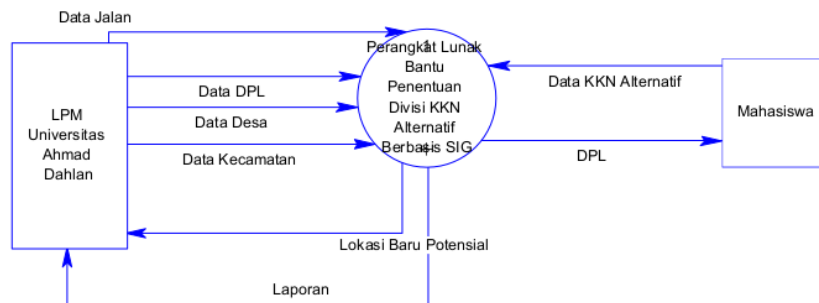 Data Jalan
LPM
Universitas
Ahmad
Dahlan
Data DPL
Data Desa
Data Kecamatan
1
Perangkat Lunak
Bantu
Penentuan
Divisi KKN
Alternatif
Berbasis SIG
+
Data KKN Alternatif
DPL
Mahasiswa
Lokasi Baru Potensial
Laporan